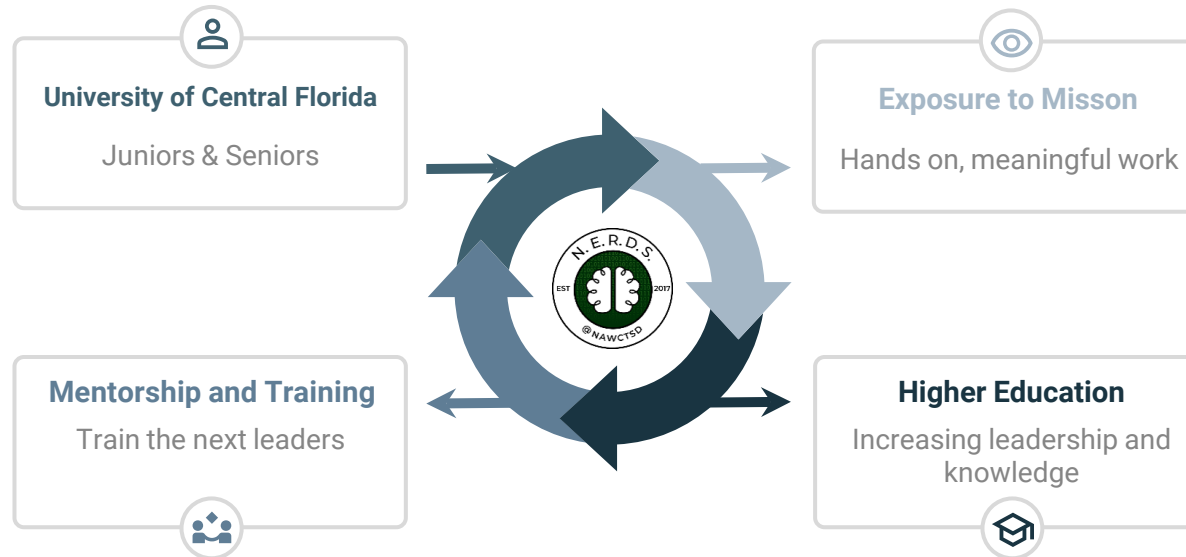 University of Central Florida
Juniors & Seniors
Exposure to Misson
Hands on, meaningful work
N.E.R.D.S.
EST
2017
@NAWCTSD
Mentorship and Training
Train the next leaders
Higher Education
Increasing leadership and
knowledge